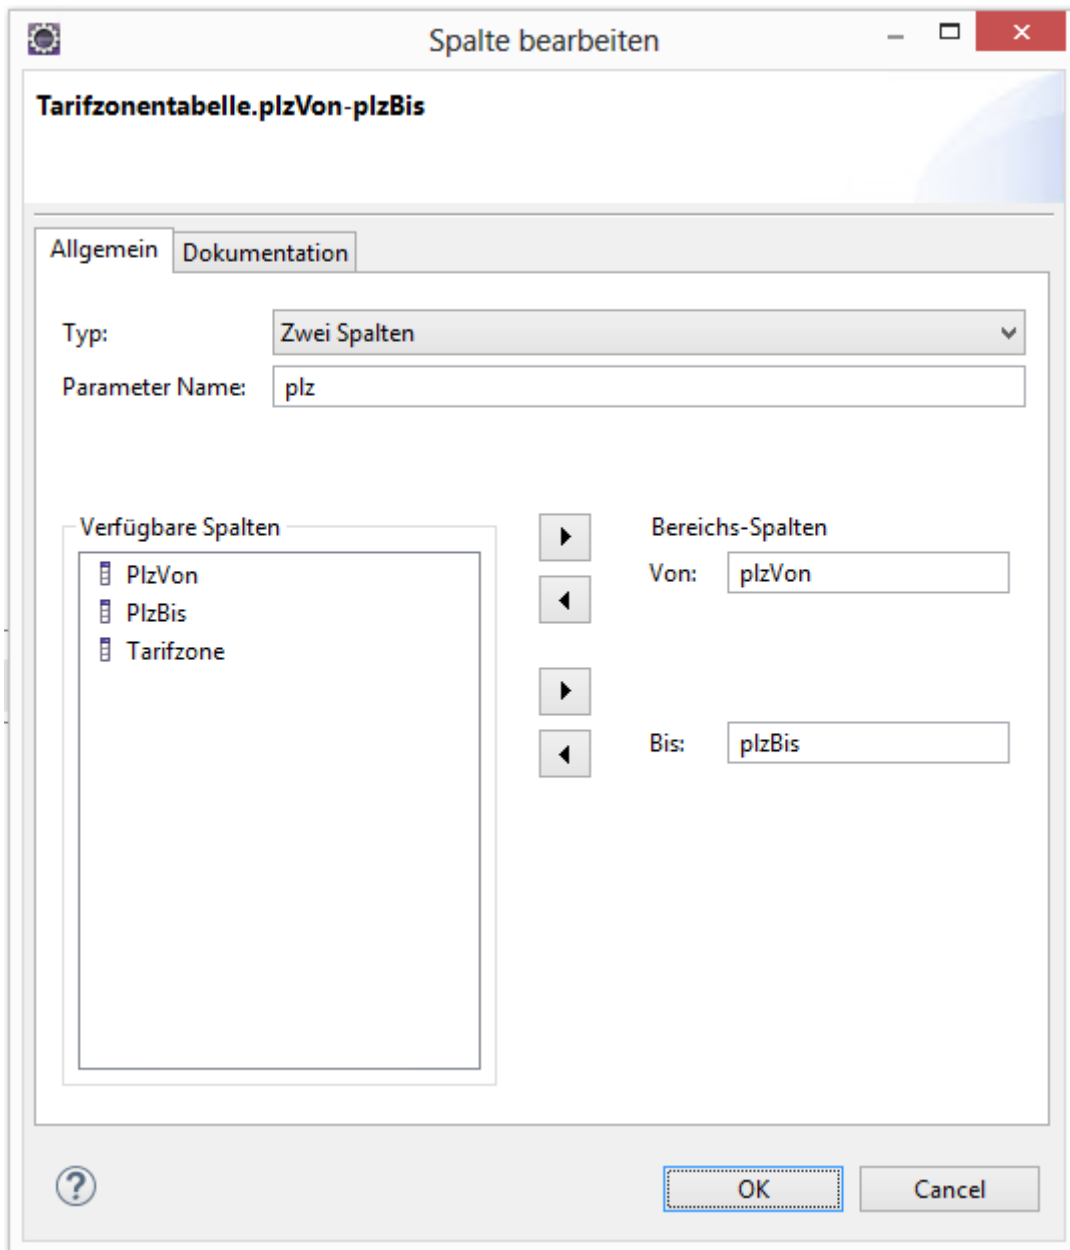 Spalte bearbeiten
Tarifzonentabelle.plzVon-plzBis
Allgemein
Dokumentation
Typ:
Zwei Spalten
Parameter Name:
plz
Verfügbare Spalten
PlzVon
PlzBis
Tarifzone
Bereichs-Spalten
Von:
plzVon
Bis:
plzBis
?
OK
Cancel